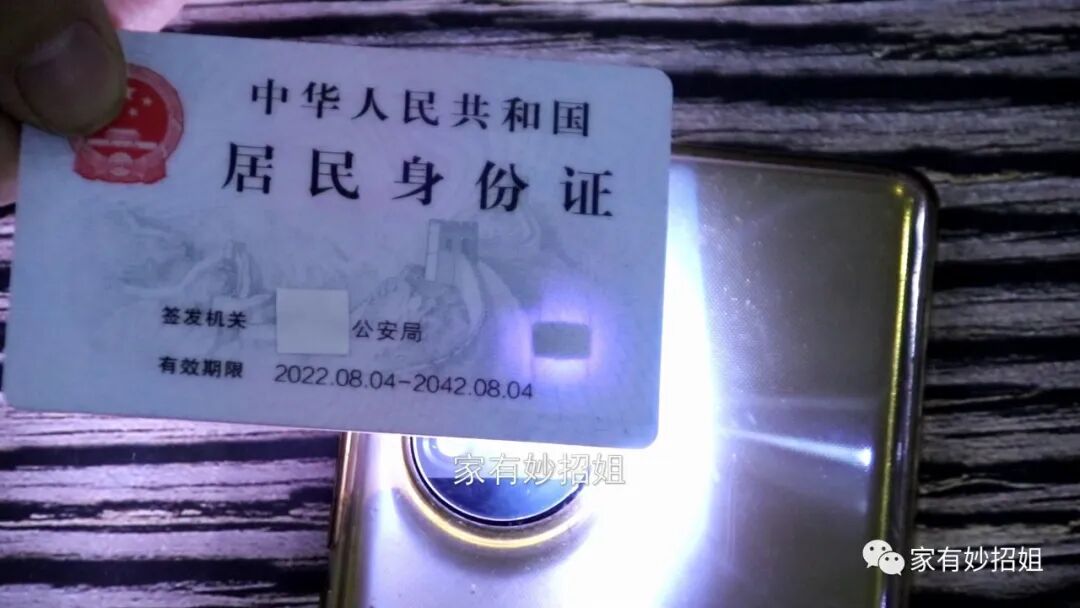 中华人民共和国
居民身份证
签发机关 公安局
有效期限 2022.08.04-2042.08.04
家有妙招姐
家有妙招姐